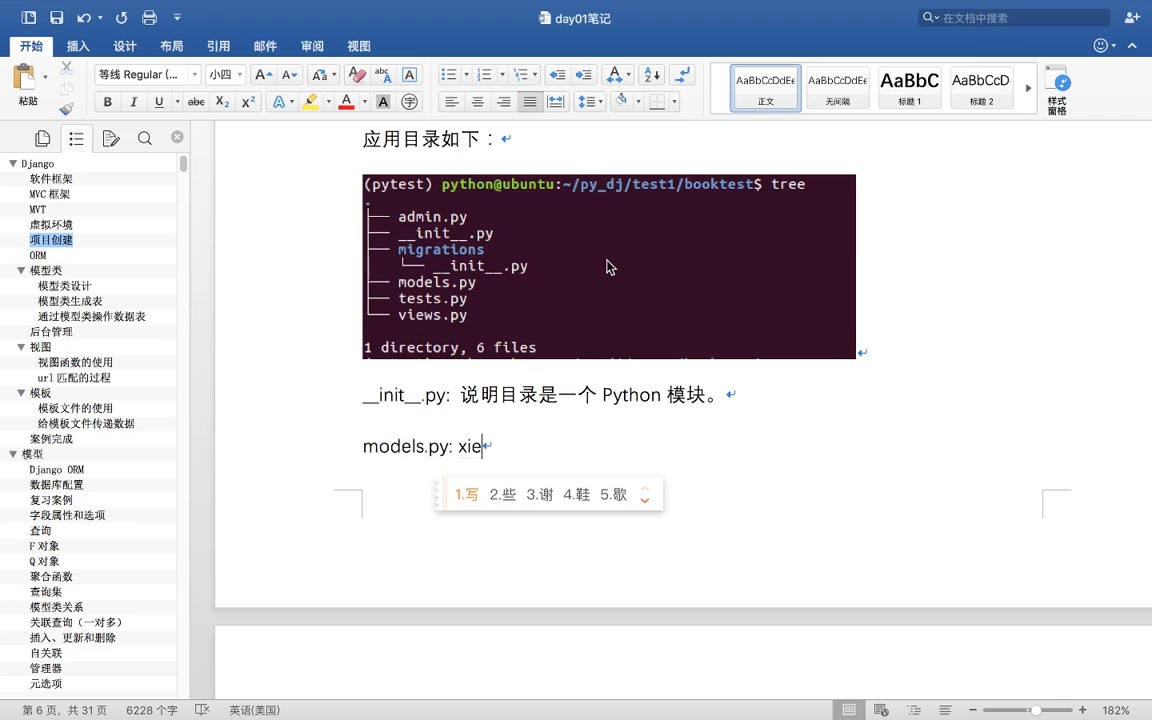 day01笔记
在文档中搜索
开始 插入 设计 布局 引用 邮件 审阅 视图
粘贴
等线 Regular (... 小四
AaBbCcDdEe 正文
AaBbCcDdEe 无间隔
AaBbC 标题 1
AaBbCcD 标题 2
样式
窗格
Django
软件框架
MVC 框架
MVT
虚拟环境
项目创建
ORM
模型类
模型类设计
模型类生成表
通过模型类操作数据表
后台管理
视图
视图函数的使用
url 匹配的过程
模板
模板文件的使用
给模板文件传递数据
案例完成
模型
Django ORM
数据库配置
复习案例
字段属性和选项
查询
F 对象
Q 对象
聚合函数
查询集
模型类关系
关联查询（一对多）
插入、更新和删除
自关联
管理器
元选项
应用目录如下：
(pytest) python@ubuntu:~/py_dj/test1/booktest$ tree
.
├── admin.py
├── __init__.py
├── migrations
│   └── __init__.py
├── models.py
├── tests.py
└── views.py
1 directory, 6 files
__init__.py: 说明目录是一个 Python 模块。
models.py: xie
1.写 2.些 3.谢 4.鞋 5.歇
第 6 页，共 31 页 6228 个字 英语(美国) 182%